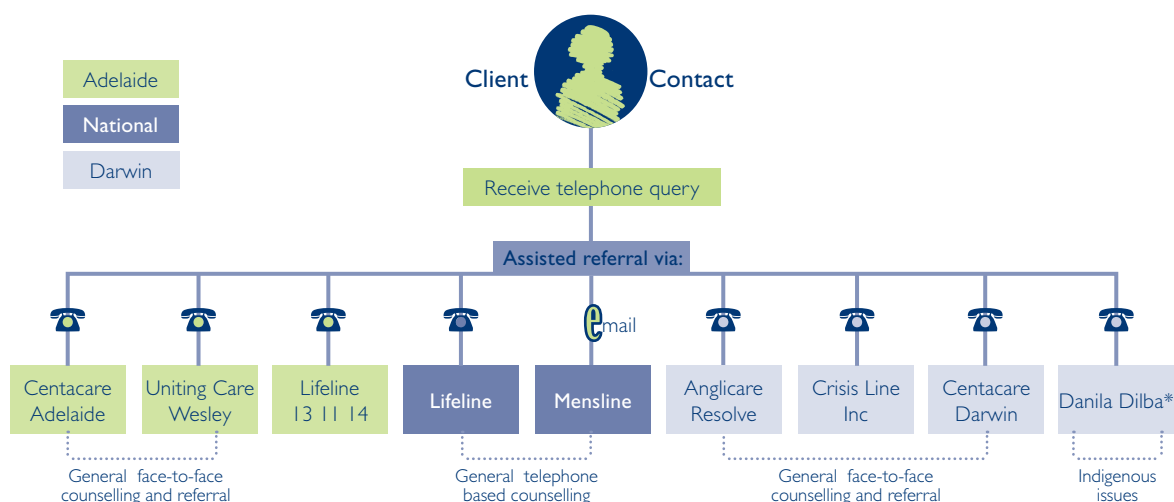 Adelaide
National
Darwin
Client Contact
Receive telephone query
Assisted referral via:
email
Centacare
Adelaide
Uniting Care
Wesley
Lifeline
13 11 14
Lifeline
Mensline
Anglicare
Resolve
Crisis Line
Inc
Centacare
Darwin
Danila Dilba*
General face-to-face
counselling and referral
General telephone
based counselling
General face-to-face
counselling and referral
Indigenous
issues